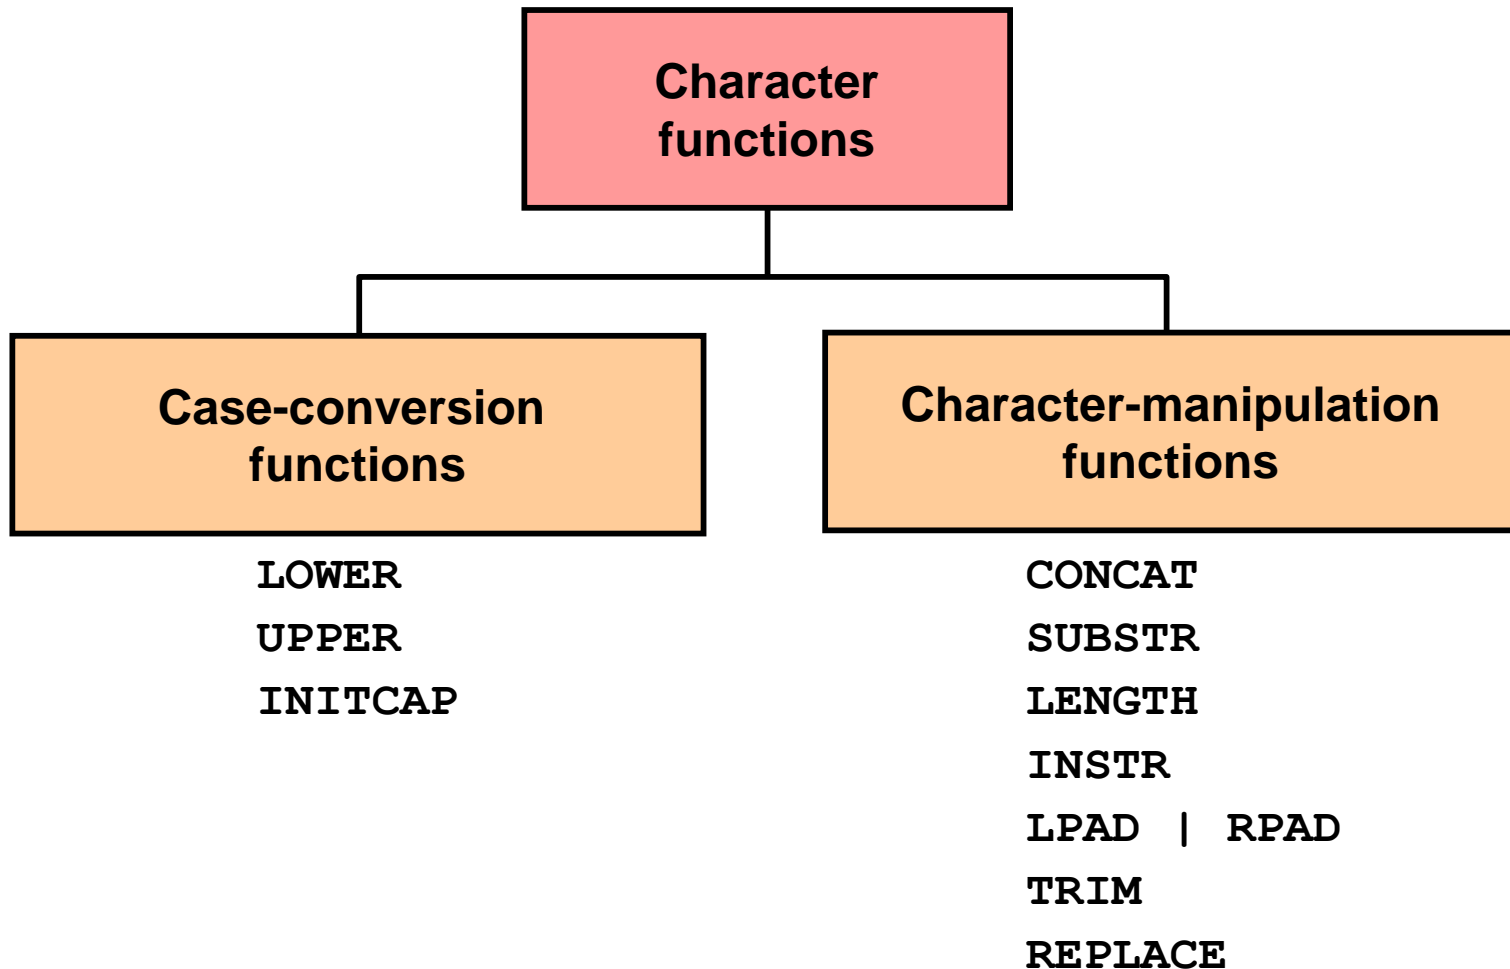 Character
functions
Case-conversion
functions
LOWER
UPPER
INITCAP
Character-manipulation
functions
CONCAT
SUBSTR
LENGTH
INSTR
LPAD | RPAD
TRIM
REPLACE